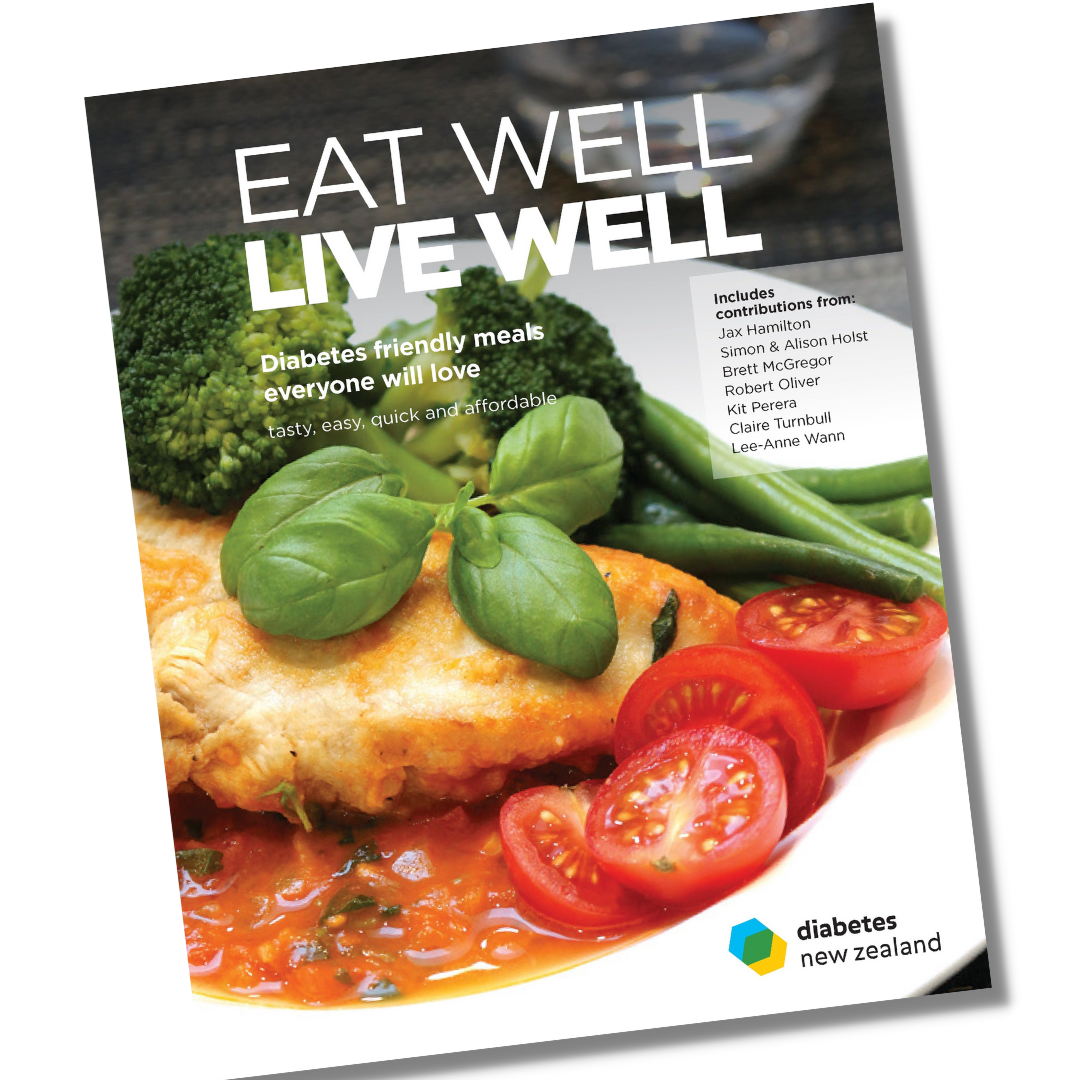 EAT WELL
LIVE WELL
Diabetes friendly meals
everyone will love
tasty, easy, quick and affordable
Includes
contributions from:
Jax Hamilton
Simon & Alison Holst
Brett McGregor
Robert Oliver
Kit Perera
Claire Turnbull
Lee-Anne Wann
diabetes
new zealand